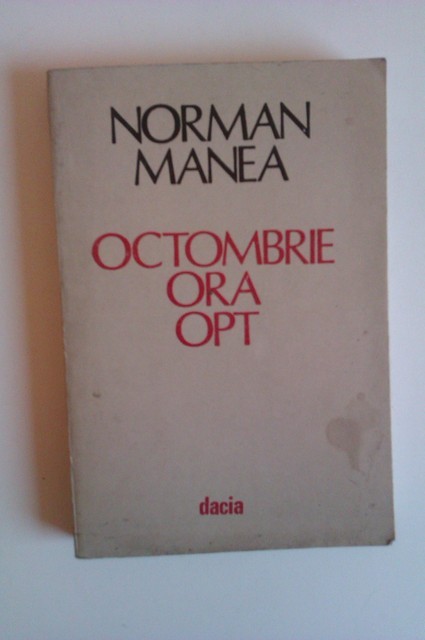 NORMAN
MANEA
OCTOMBRIE
ORA
OPT
dacia